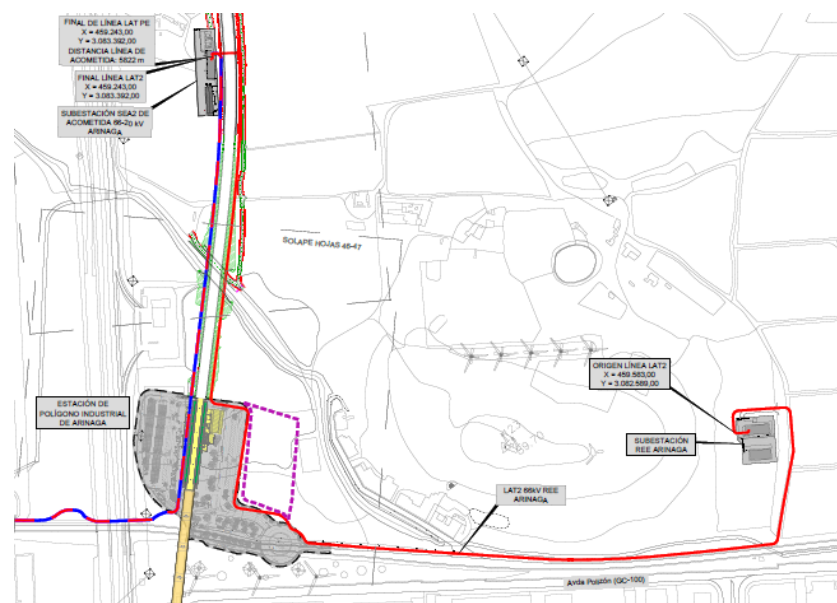 FINAL DE LÍNEA LAT PE
X = 459.243,00
Y = 3.083.392,00
DISTANCIA LÍNEA DE
ACOMETIDA: 5822 m
FINAL LÍNEA LAT2
X = 459.243,00
Y = 3.083.392,00
SUBESTACIÓN SEA2 DE
ACOMETIDA 66-20 kV
ARINAGA
SOLAPE HOJAS 46-47
ORIGEN LÍNEA LAT2
X = 459.583,00
Y = 3.082.589,00
ESTACIÓN DE
POLÍGONO INDUSTRIAL
DE ARINAGA
SUBESTACIÓN
REE ARINAGA
LAT2 66kV REE
ARINAGA
Avda Polizón (GC-100)